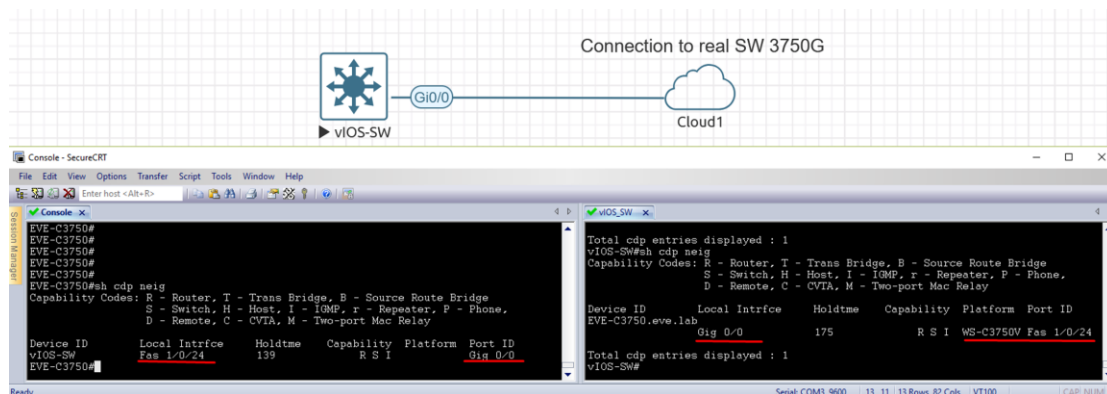 Connection to real SW 3750G
Gi0/0
vIOS-SW
Cloud1
Console - SecureCRT
File Edit View Options Transfer Script Tools Window Help
Enter host <Alt+R>
Session Manager
Console
EVE-C3750#
EVE-C3750#
EVE-C3750#
EVE-C3750#
EVE-C3750#sh cdp neig
Capability Codes: R - Router, T - Trans Bridge, B - Source Route Bridge
S - Switch, H - Host, I - IGMP, r - Repeater, P - Phone,
D - Remote, C - CVTA, M - Two-port Mac Relay
Device ID Local Intrfce Holdtme Capability Platform Port ID
vIOS-SW Fas 1/0/24 139 R S I Gig 0/0
EVE-C3750#
vIOS_SW
Total cdp entries displayed : 1
vIOS-SW#sh cdp neig
Capability Codes: R - Router, T - Trans Bridge, B - Source Route Bridge
S - Switch, H - Host, I - IGMP, r - Repeater, P - Phone,
D - Remote, C - CVTA, M - Two-port Mac Relay
Device ID Local Intrfce Holdtme Capability Platform Port ID
EVE-C3750.eve.lab
Gig 0/0 175 R S I WS-C3750V Fas 1/0/24
Total cdp entries displayed : 1
vIOS-SW#
Ready Serial: COM3, 9600 13, 11 13 Rows, 82 Cols VT100 CAP NUM